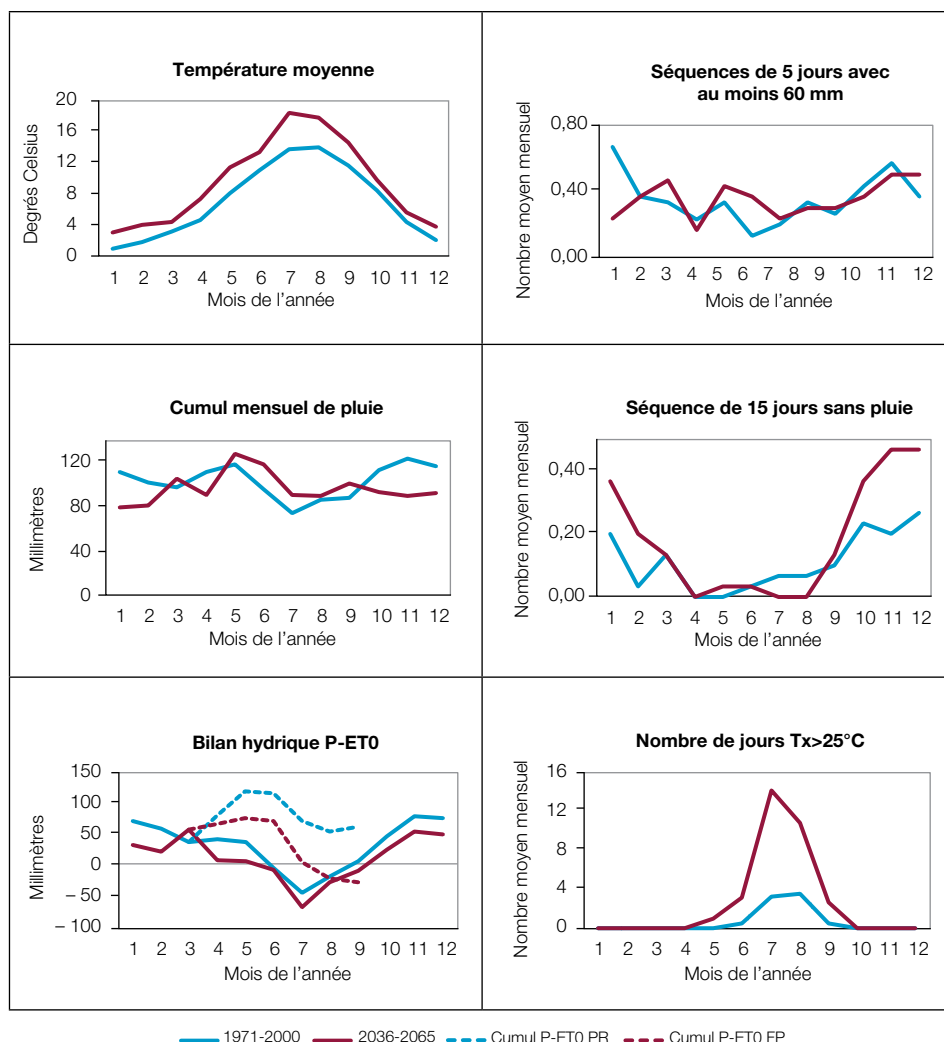 Température moyenne
Degrés Celsius
20
16
12
8
4
0
1 2 3 4 5 6 7 8 9 10 11 12
Mois de l'année
Séquences de 5 jours avec
au moins 60 mm
Nombre moyen mensuel
0,80
0,40
0,00
1 2 3 4 5 6 7 8 9 10 11 12
Mois de l'année
Cumul mensuel de pluie
Millimètres
120
80
40
0
1 2 3 4 5 6 7 8 9 10 11 12
Mois de l'année
Séquence de 15 jours sans pluie
Nombre moyen mensuel
0,40
0,20
0,00
1 2 3 4 5 6 7 8 9 10 11 12
Mois de l'année
Bilan hydrique P-ET0
Millimètres
150
100
50
0
– 50
– 100
1 2 3 4 5 6 7 8 9 10 11 12
Mois de l'année
Nombre de jours Tx>25°C
Nombre moyen mensuel
16
12
8
4
0
1 2 3 4 5 6 7 8 9 10 11 12
Mois de l'année
1971-2000 2036-2065 Cumul P-ET0 PR Cumul P-ET0 FP